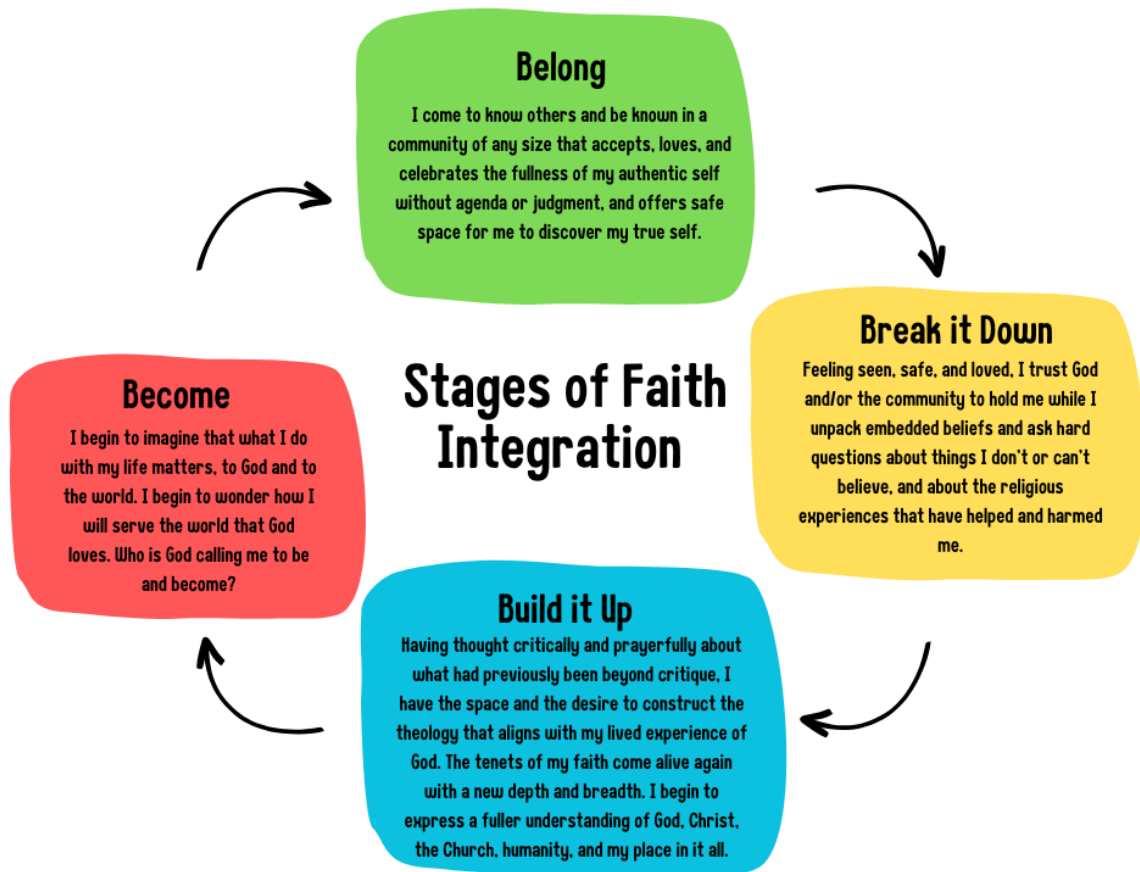 Belong
I come to know others and be known in a
community of any size that accepts, loves, and
celebrates the fullness of my authentic self
without agenda or judgment, and offers safe
space for me to discover my true self.
Break it Down
Feeling seen, safe, and loved, I trust God
and/or the community to hold me while I
unpack embedded beliefs and ask hard
questions about things I don't or can't
believe, and about the religious
experiences that have helped and harmed
me.
Stages of Faith
Integration
Become
I begin to imagine that what I do
with my life matters, to God and to
the world. I begin to wonder how I
will serve the world that God
loves. Who is God calling me to be
and become?
Build it Up
Having thought critically and prayerfully about
what had previously been beyond critique, I
have the space and the desire to construct the
theology that aligns with my lived experience of
God. The tenets of my faith come alive again
with a new depth and breadth. I begin to
express a fuller understanding of God, Christ,
the Church, humanity, and my place in it all.